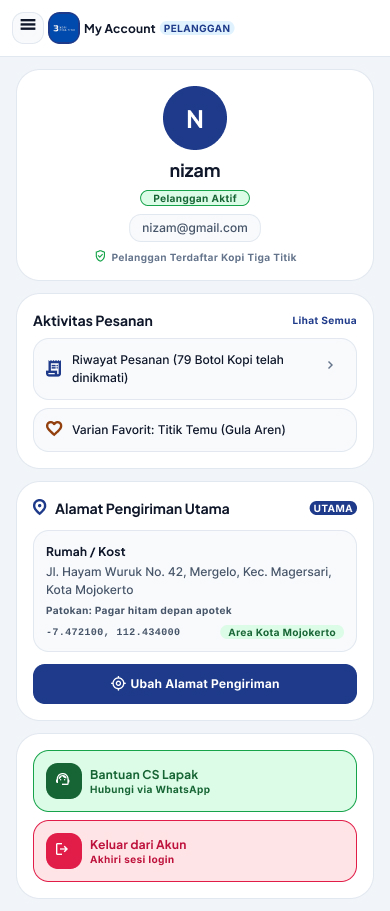 My Account PELANGGAN
N
nizam
Pelanggan Aktif
nizam@gmail.com
Pelanggan Terdaftar Kopi Tiga Titik
Aktivitas Pesanan
Lihat Semua
Riwayat Pesanan (79 Botol Kopi telah
dinikmati)
Varian Favorit: Titik Temu (Gula Aren)
Alamat Pengiriman Utama
UTAMA
Rumah / Kost
Jl. Hayam Wuruk No. 42, Mergelo, Kec. Magersari,
Kota Mojokerto
Patokan: Pagar hitam depan apotek
-7.472100, 112.434000
Area Kota Mojokerto
Ubah Alamat Pengiriman
Bantuan CS Lapak
Hubungi via WhatsApp
Keluar dari Akun
Akhiri sesi login